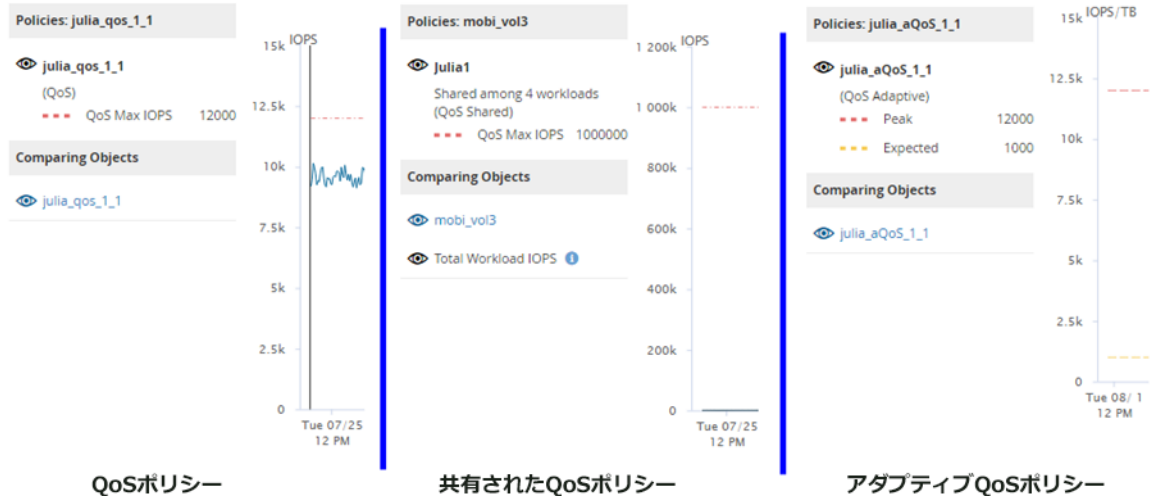 Policies: julia_qos_1_1
julia_qos_1_1
(QoS)
QoS Max IOPS 12000
Comparing Objects
julia_qos_1_1
IOPS
15k
12.5k
10k
7.5k
5k
2.5k
0
Tue 07/25
12 PM
QoSポリシー
Policies: mobi_vol3
Julia1
Shared among 4 workloads
(QoS Shared)
QoS Max IOPS 1000000
Comparing Objects
mobi_vol3
Total Workload IOPS
IOPS
1 200k
1 000k
800k
600k
400k
200k
0
Tue 07/25
12 PM
共有されたQoSポリシー
Policies: julia_aQoS_1_1
julia_aQoS_1_1
(QoS Adaptive)
Peak 12000
Expected 1000
Comparing Objects
julia_aQoS_1_1
IOPS/TB
15k
12.5k
10k
7.5k
5k
2.5k
0
Tue 08/ 1
12 PM
アダプティブQoSポリシー